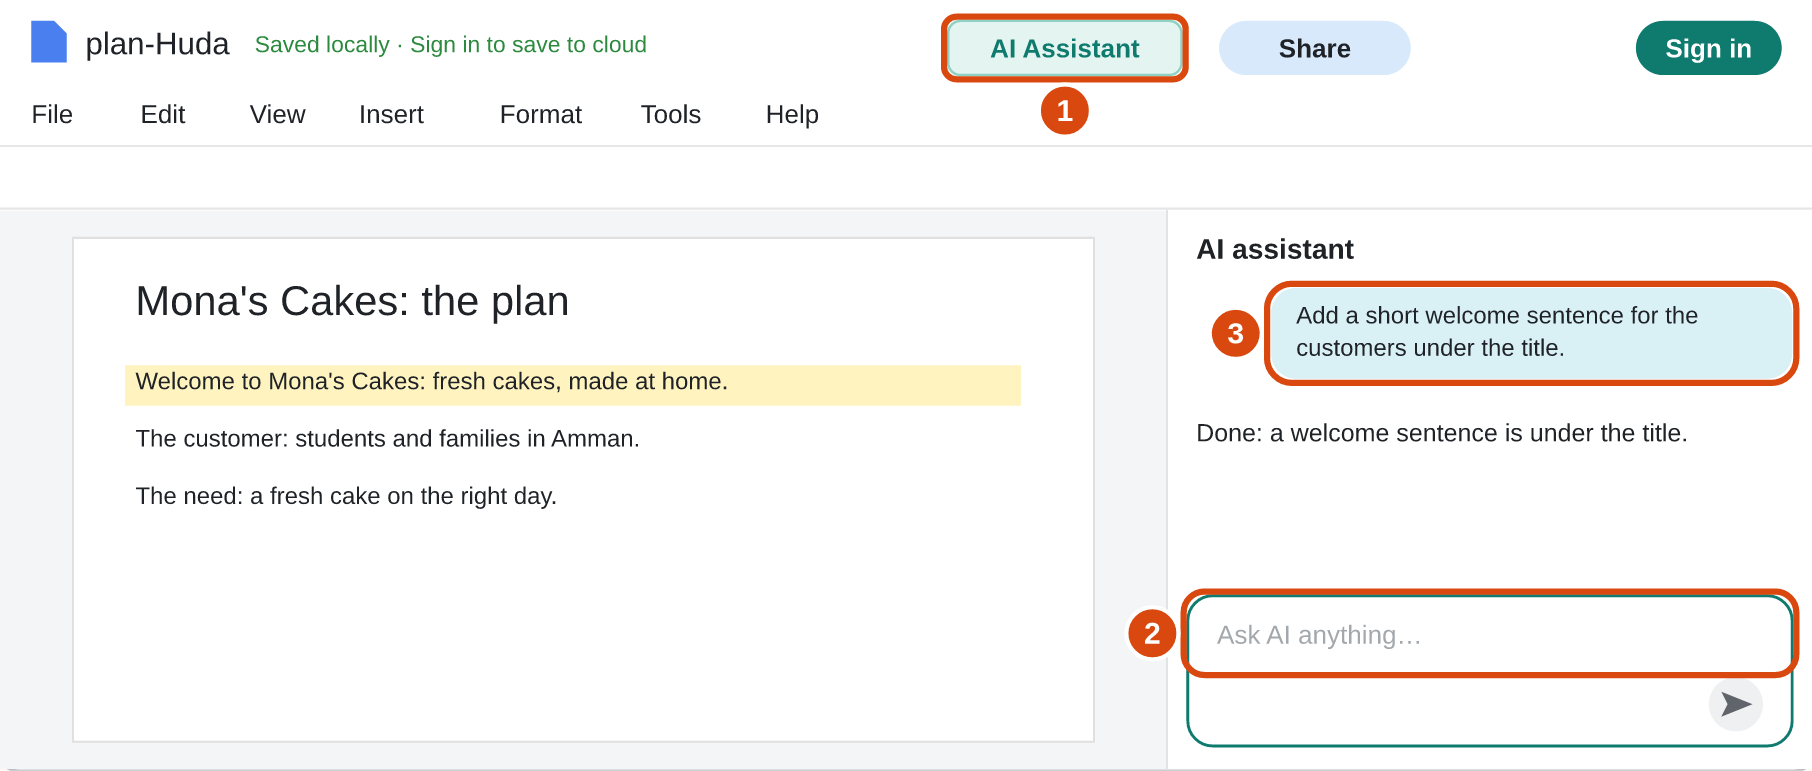 plan-Huda
Saved locally · Sign in to save to cloud
AI Assistant
Share
Sign in
File
Edit
View
Insert
Format
Tools
Help
1
Mona's Cakes: the plan
Welcome to Mona's Cakes: fresh cakes, made at home.
The customer: students and families in Amman.
The need: a fresh cake on the right day.
AI assistant
3
Add a short welcome sentence for the
customers under the title.
Done: a welcome sentence is under the title.
2
Ask AI anything…